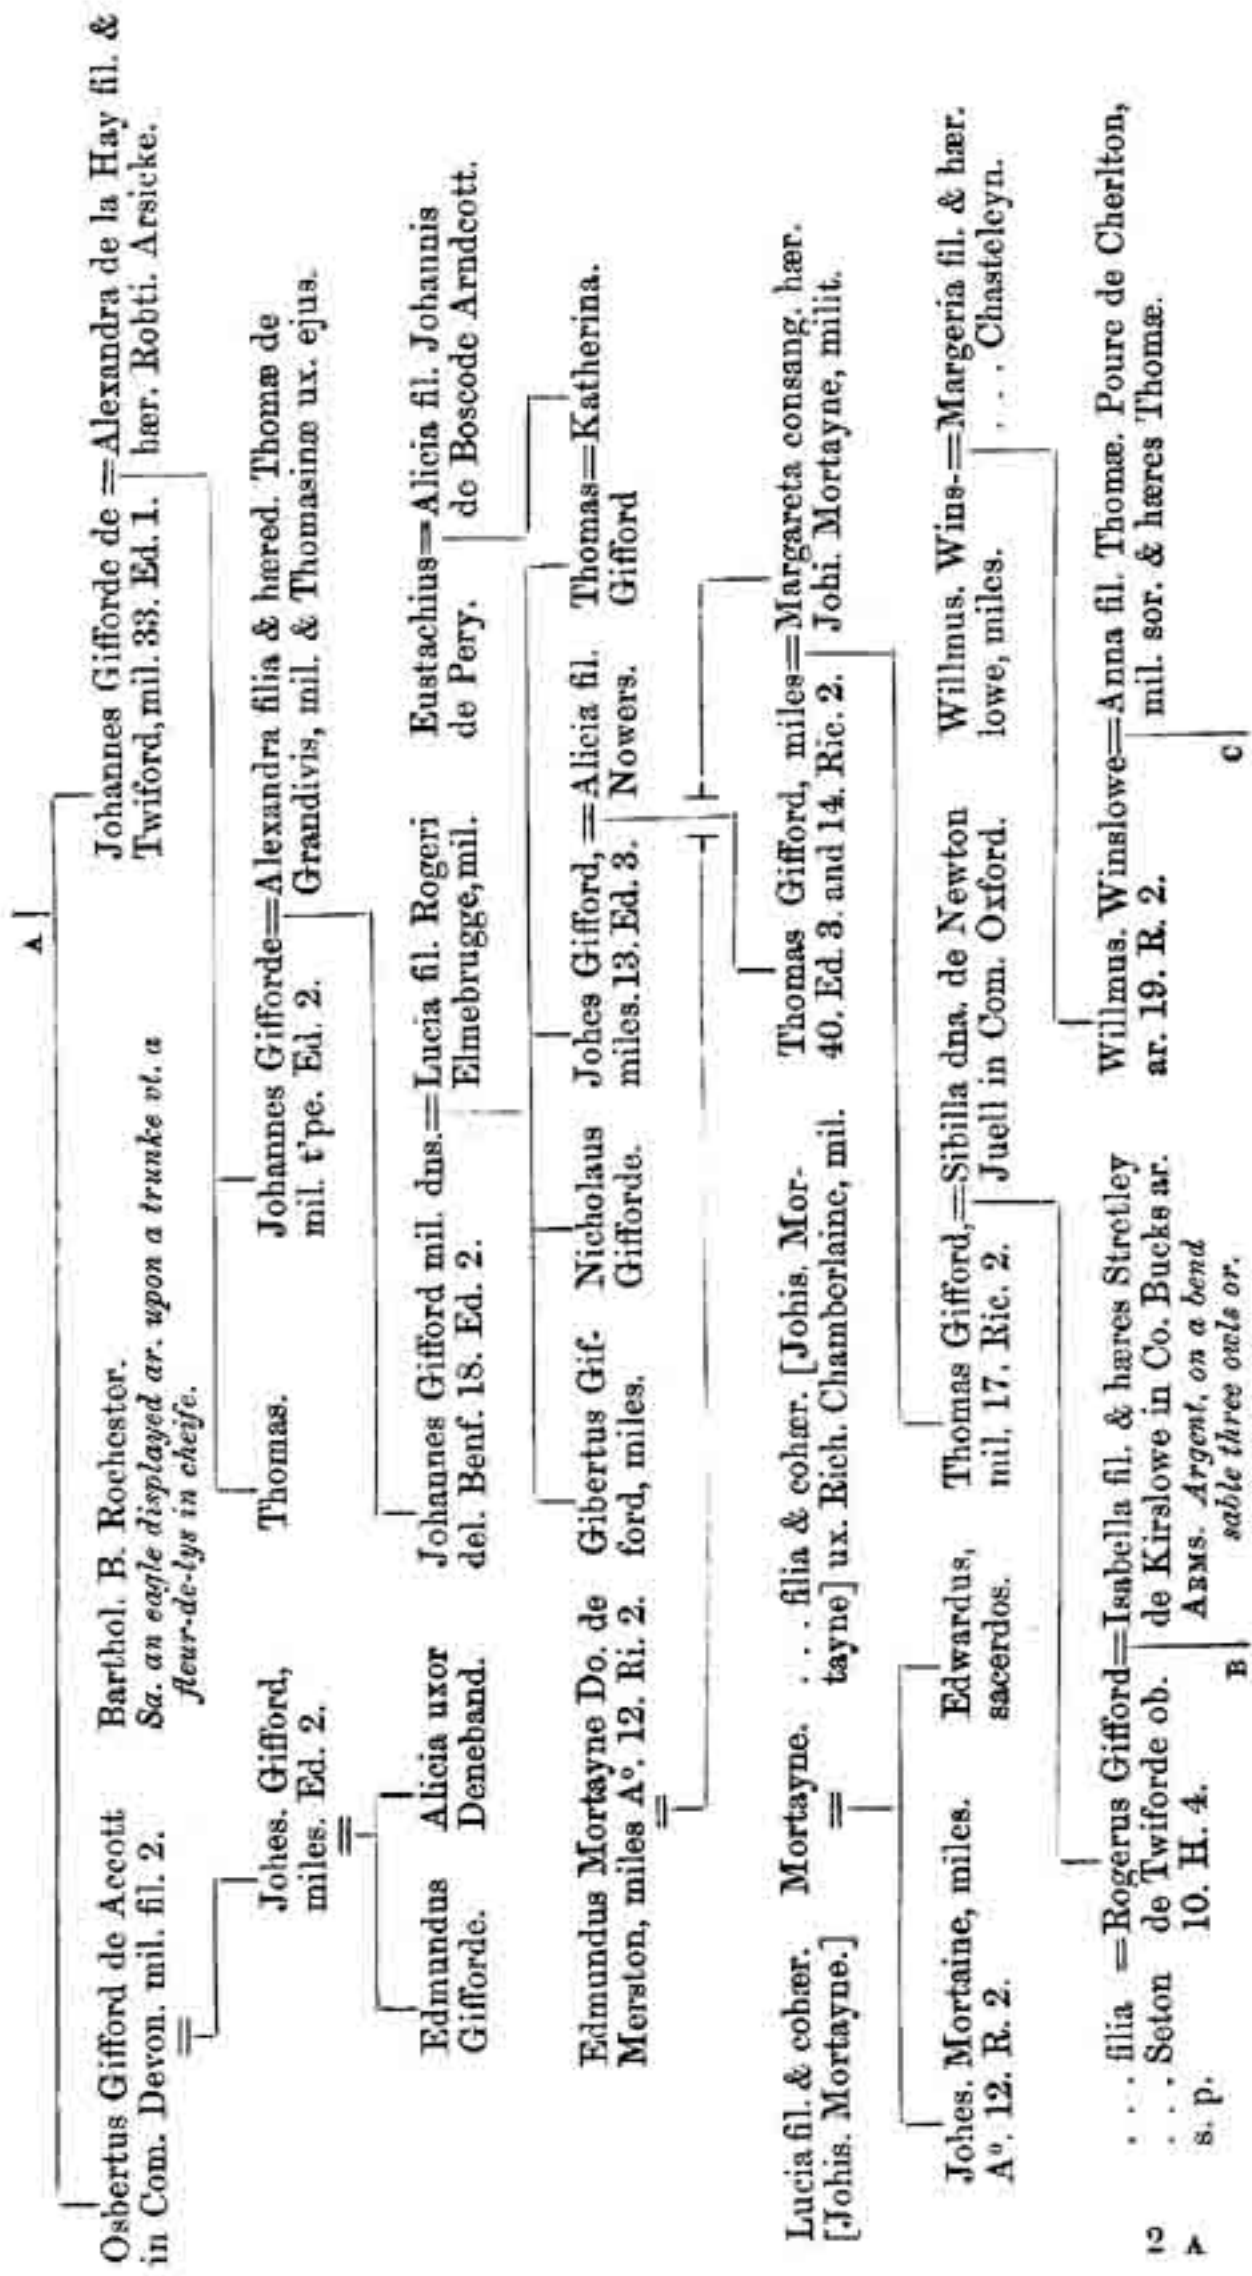 A
Osbertus Gifford de Accott
in Com. Devon. mil. fil. 2.
Barthol. B. Rochester.
Sa. an eagle displayed ar. upon a trunke vt. a
fleur-de-lys in cheife.
Johannes Gifforde de =Alexandra de la Hay fil. &
Twiford, mil. 33. Ed. 1. hær. Robti. Arsicke.
Johes. Gifford,
miles. Ed. 2.
Thomas.
Johannes Gifforde=Alexandra filia & hæred. Thomæ de
mil. t'pe. Ed. 2. Grandivis, mil. & Thomasinæ ux. ejus.
Edmundus
Gifforde.
Alicia uxor
Deneband.
Johannes Gifford mil. dns.=Lucia fil. Rogeri
del. Benf. 18. Ed. 2. Elmebrugge, mil.
Eustachius=Alicia fil. Johannis
de Pery. de Boscode Arndcott.
Edmundus Mortayne Do. de
Merston, miles Aº. 12. Ri. 2.
Gibertus Gif-
ford, miles.
Nicholaus
Gifforde.
Johes Gifford,=Alicia fil.
miles. 13. Ed. 3. Nowers.
Thomas=Katherina.
Gifford
Lucia fil. & cohær.
[Johis. Mortayne.]
Mortayne.
. . . filia & cohær. [Johis. Mor-
tayne] ux. Rich. Chamberlaine, mil.
Thomas Gifford, miles=Margareta consang. hær.
40. Ed. 3. and 14. Ric. 2. Johi. Mortayne, milit.
Johes. Mortaine, miles.
Aº. 12. R. 2.
Edwardus,
sacerdos.
Thomas Gifford,=Sibilla dna. de Newton
mil. 17. Ric. 2. Juell in Com. Oxford.
Willmus. Wins-=Margeria fil. & hær.
lowe, miles. . . . Chasteleyn.
. . . filia =Rogerus Gifford=Isabella fil. & hæres Stretley
. . . Seton de Twiforde ob. de Kirslowe in Co. Bucks ar.
s. p. 10. H. 4. ARMS. Argent, on a bend
sable three owls or.
Willmus. Winslowe=Anna fil. Thomæ. Poure de Cherlton,
ar. 19. R. 2. mil. sor. & hæres Thomæ.
B
C
2
A